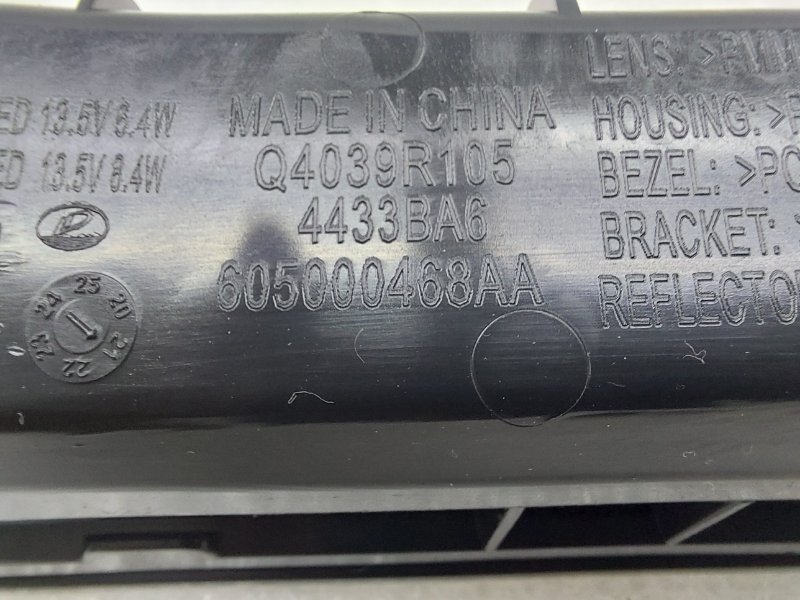 LENS: >PMM
ED 13.5V 6.4W MADE IN CHINA HOUSING: >P
ED 13.5V 8.4W Q4039R105 BEZEL: >PC
4433BA6 BRACKET: >
605000468AA REFLECTO
24 25 20 21 22 23